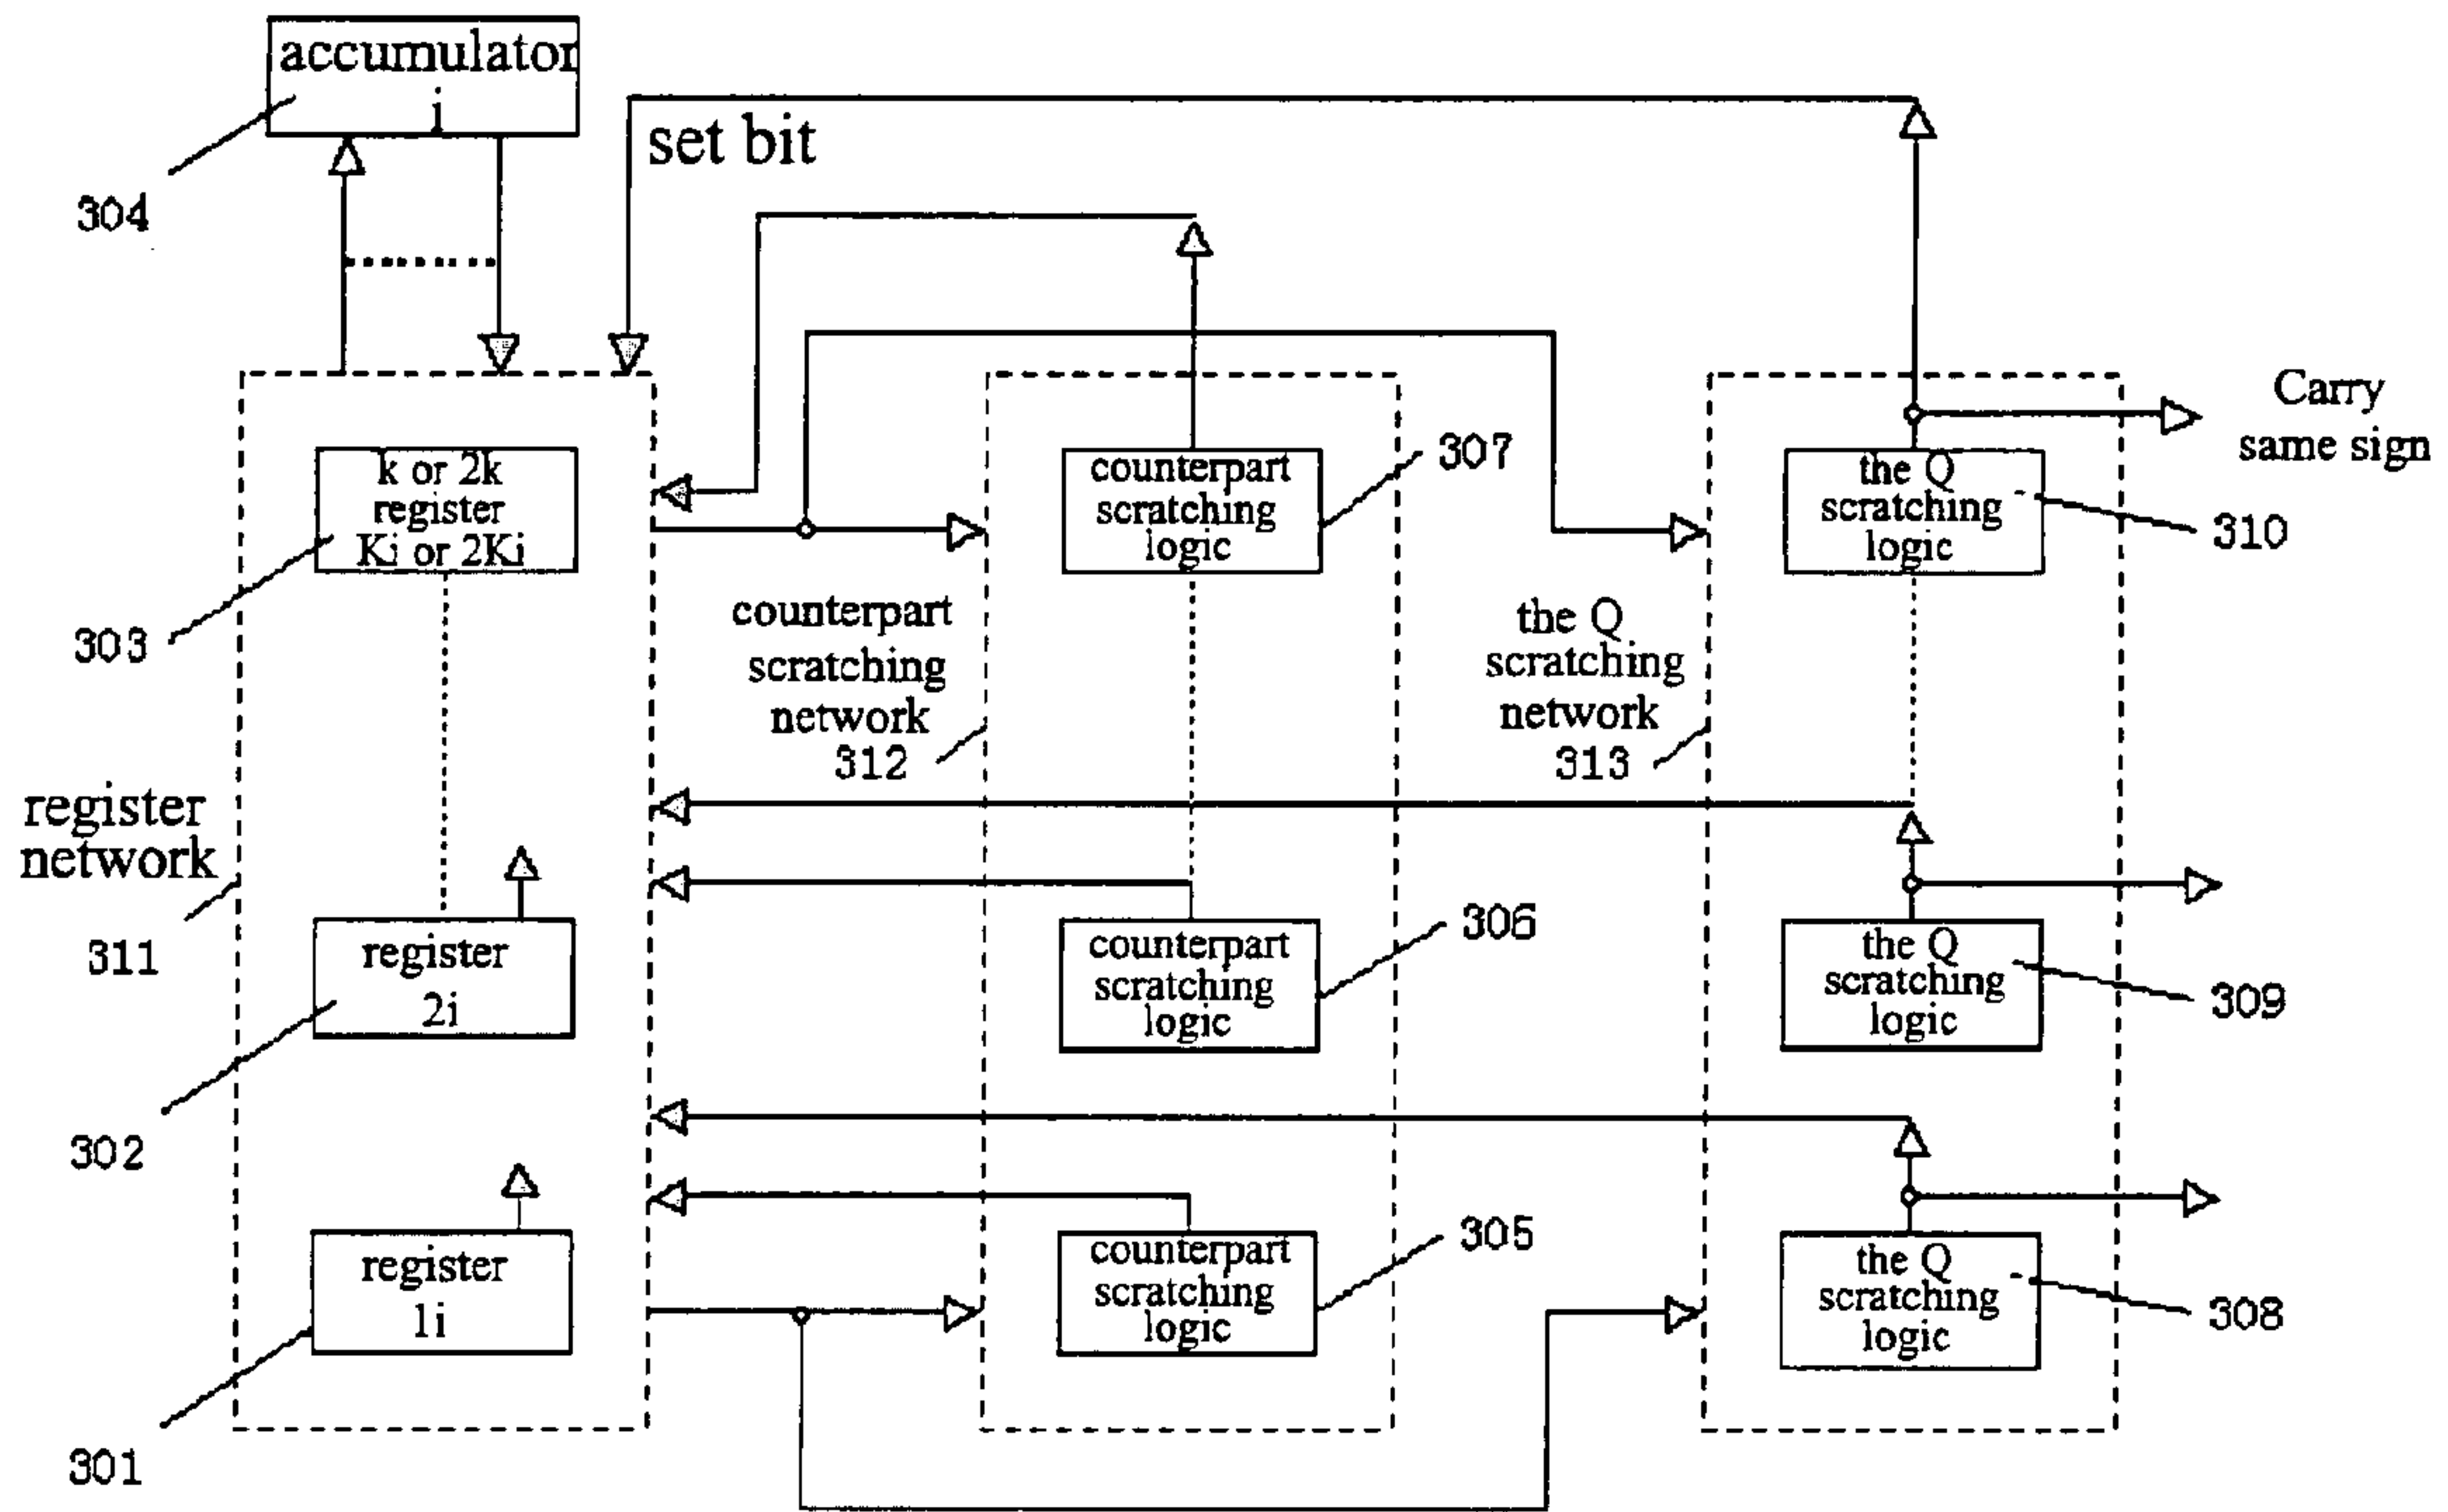 accumulator
i
304
set bit
Carry
same sign
k or 2k
register
Ki or 2Ki
303
counterpart
scratching
logic
307
the Q
scratching
logic
310
counterpart
scratching
network
312
the Q
scratching
network
313
register
network
311
register
2i
302
counterpart
scratching
logic
306
the Q
scratching
logic
309
register
1i
301
counterpart
scratching
logic
305
the Q
scratching
logic
308